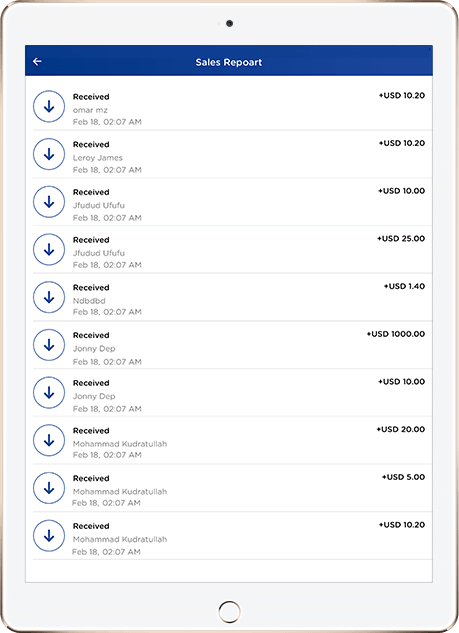 Sales Repoart
Received +USD 10.20
omar mz
Feb 18, 02:07 AM
Received +USD 10.20
Leroy James
Feb 18, 02:07 AM
Received +USD 10.00
Jfudud Ufufu
Feb 18, 02:07 AM
Received +USD 25.00
Jfudud Ufufu
Feb 18, 02:07 AM
Received +USD 1.40
Ndbdbd
Feb 18, 02:07 AM
Received +USD 1000.00
Jonny Dep
Feb 18, 02:07 AM
Received +USD 10.00
Jonny Dep
Feb 18, 02:07 AM
Received +USD 20.00
Mohammad Kudratullah
Feb 18, 02:07 AM
Received +USD 5.00
Mohammad Kudratullah
Feb 18, 02:07 AM
Received +USD 10.20
Mohammad Kudratullah
Feb 18, 02:07 AM